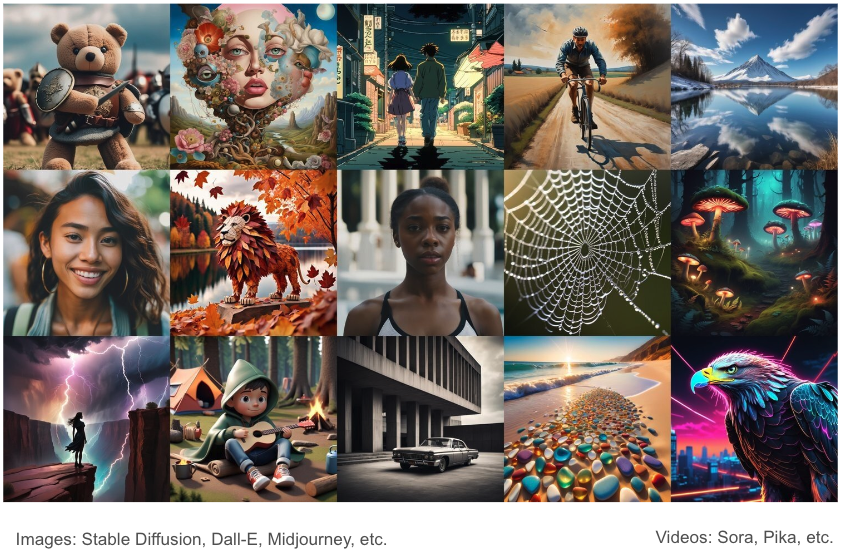 Images: Stable Diffusion, Dall-E, Midjourney, etc.
Videos: Sora, Pika, etc.